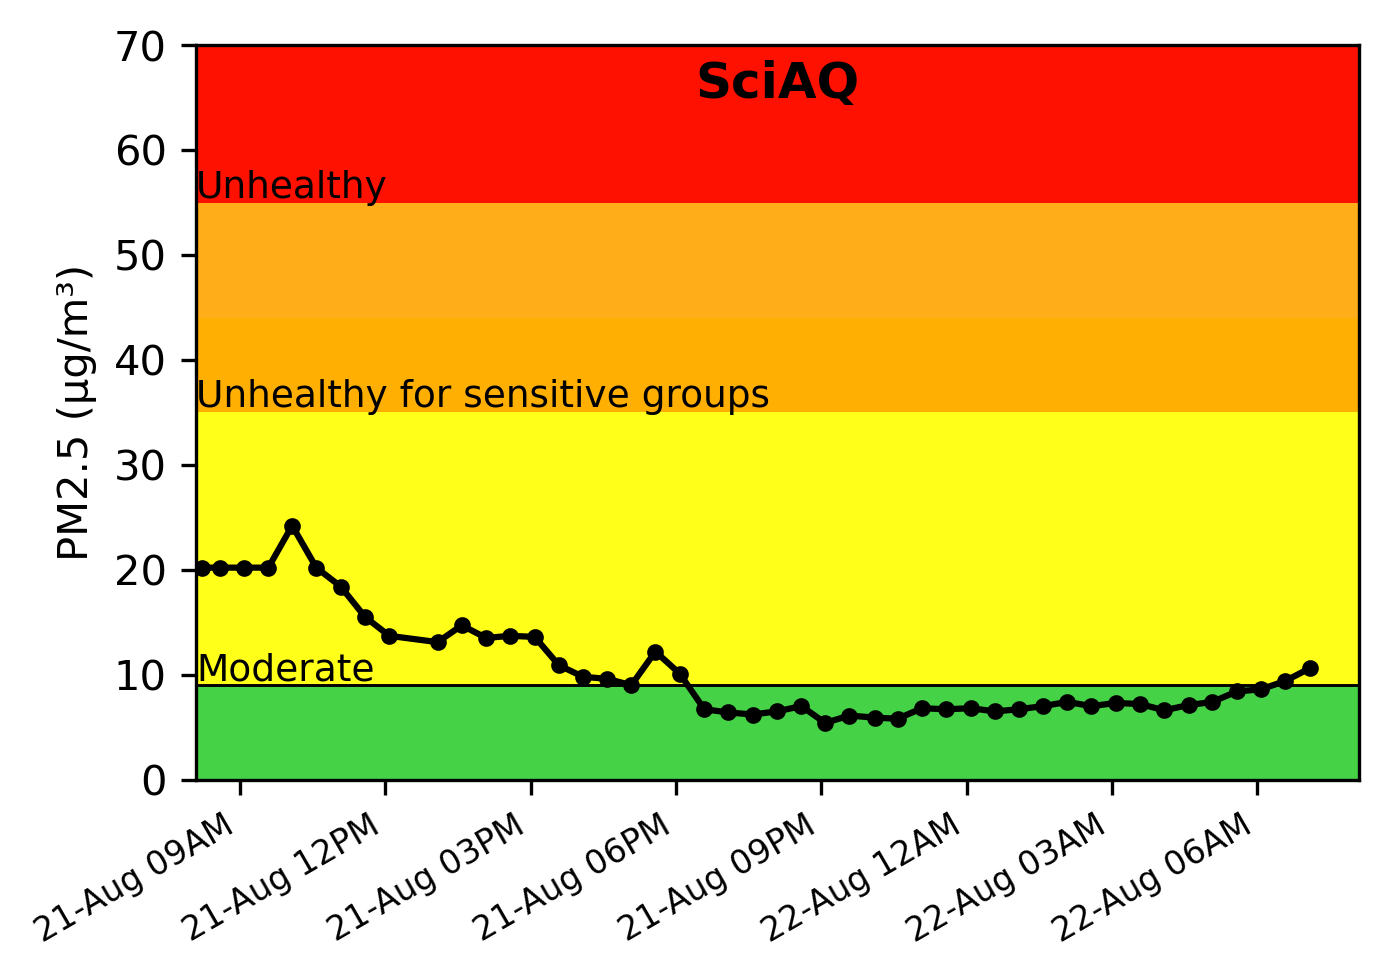 SciAQ
70
60
50
40
30
20
10
0
PM2.5 (µg/m³)
Unhealthy
Unhealthy for sensitive groups
Moderate
21-Aug 09AM
21-Aug 12PM
21-Aug 03PM
21-Aug 06PM
21-Aug 09PM
22-Aug 12AM
22-Aug 03AM
22-Aug 06AM